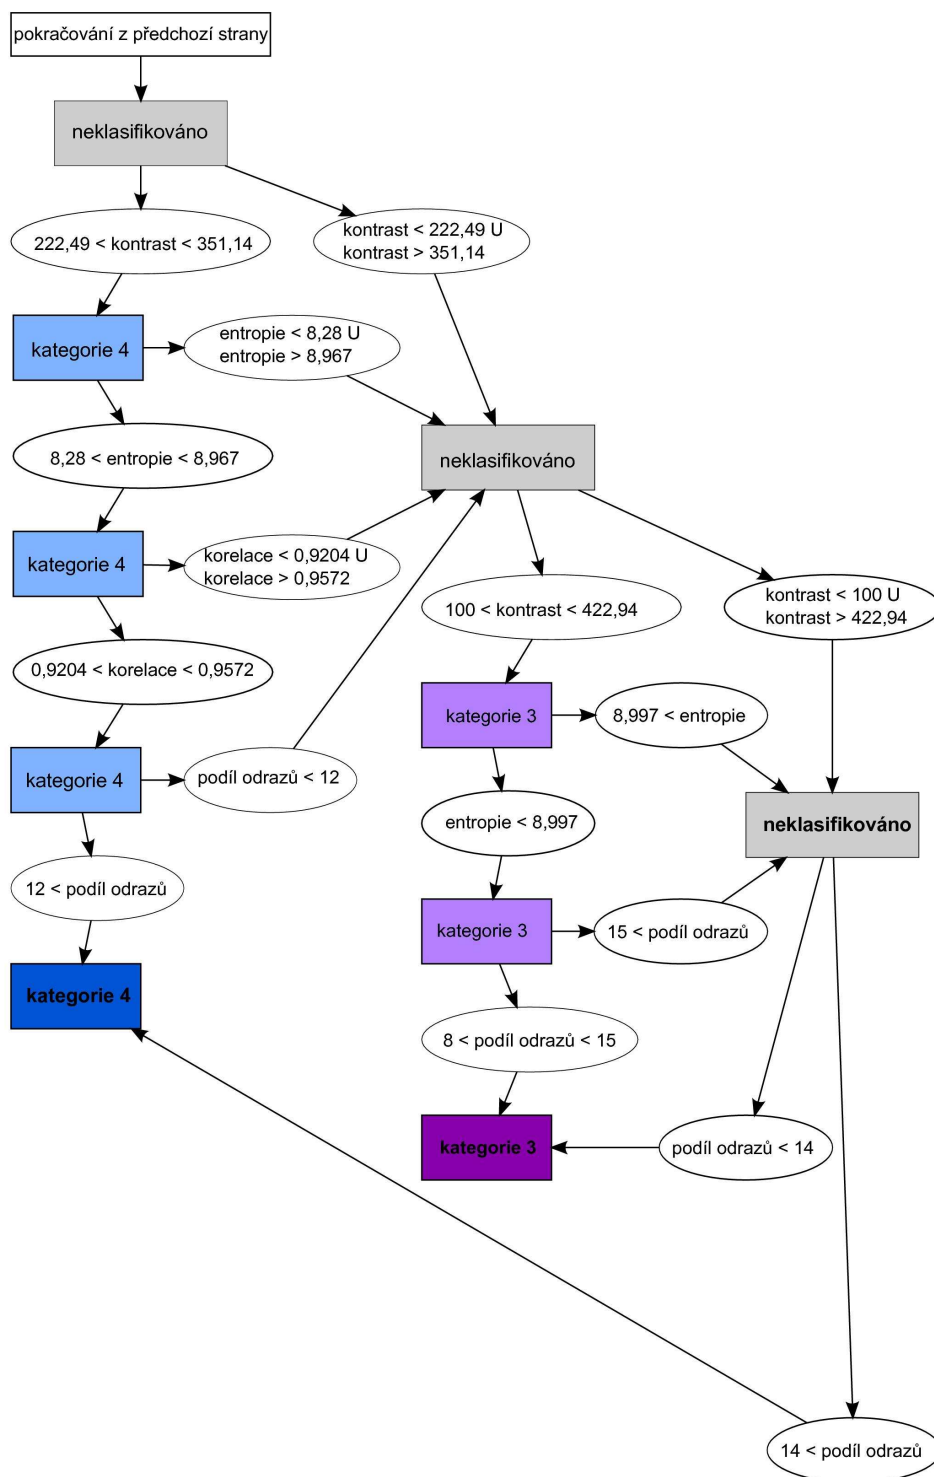 pokračování z předchozí strany
neklasifikováno
222,49 < kontrast < 351,14
kontrast < 222,49 U
kontrast > 351,14
kategorie 4
entropie < 8,28 U
entropie > 8,967
8,28 < entropie < 8,967
neklasifikováno
kategorie 4
korelace < 0,9204 U
korelace > 0,9572
100 < kontrast < 422,94
kontrast < 100 U
kontrast > 422,94
0,9204 < korelace < 0,9572
kategorie 3
8,997 < entropie
kategorie 4
podíl odrazů < 12
entropie < 8,997
neklasifikováno
12 < podíl odrazů
kategorie 3
15 < podíl odrazů
kategorie 4
8 < podíl odrazů < 15
kategorie 3
podíl odrazů < 14
14 < podíl odrazů